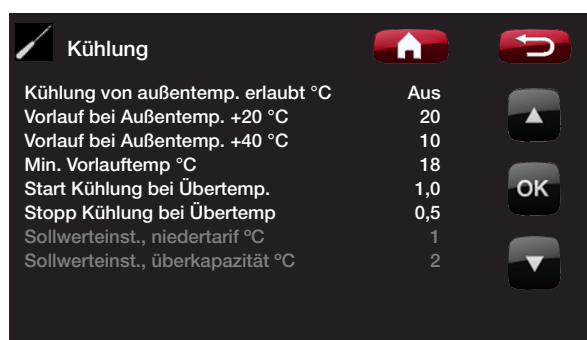 Kühlung
Kühlung von außentemp. erlaubt °C Aus
Vorlauf bei Außentemp. +20 °C 20
Vorlauf bei Außentemp. +40 °C 10
Min. Vorlauftemp °C 18
Start Kühlung bei Übertemp. 1,0
Stopp Kühlung bei Übertemp 0,5
Sollwerteinst., niedertarif ºC 1
Sollwerteinst., überkapazität ºC 2
OK